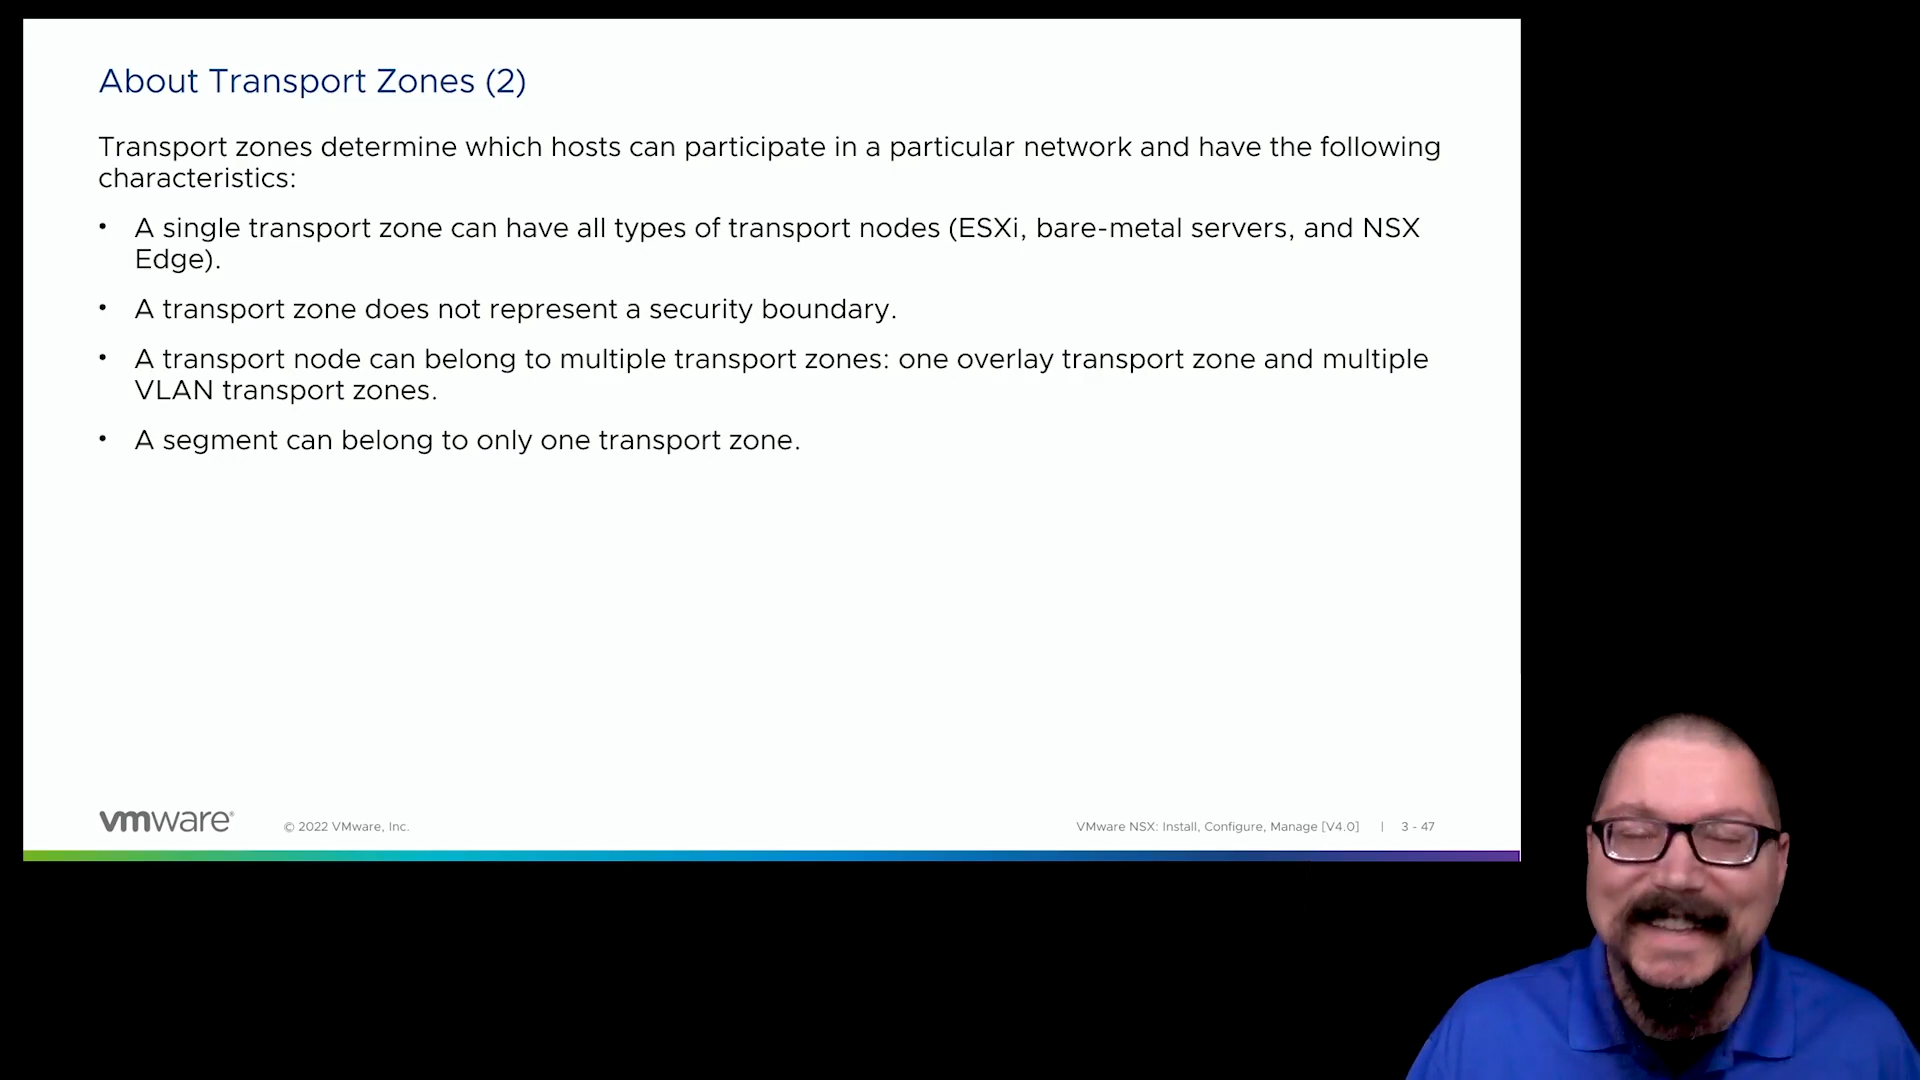 About Transport Zones (2)
Transport zones determine which hosts can participate in a particular network and have the following
characteristics:
• A single transport zone can have all types of transport nodes (ESXi, bare-metal servers, and NSX
Edge).
• A transport zone does not represent a security boundary.
• A transport node can belong to multiple transport zones: one overlay transport zone and multiple
VLAN transport zones.
• A segment can belong to only one transport zone.
vmware®
© 2022 VMware, Inc.
VMware NSX: Install, Configure, Manage [V4.0] | 3 - 47